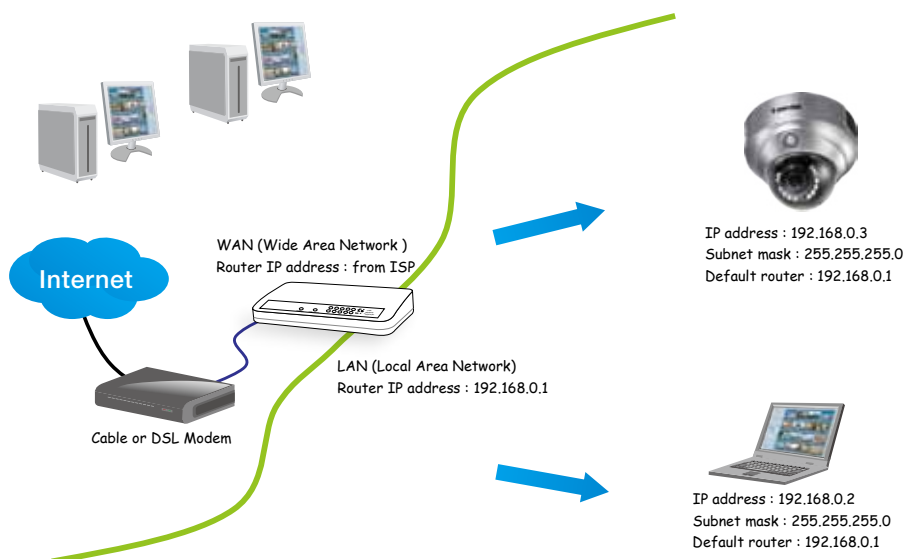 WAN (Wide Area Network )
Router IP address : from ISP
Internet
Cable or DSL Modem
LAN (Local Area Network)
Router IP address : 192.168.0.1
IP address : 192.168.0.3
Subnet mask : 255.255.255.0
Default router : 192.168.0.1
IP address : 192.168.0.2
Subnet mask : 255.255.255.0
Default router : 192.168.0.1